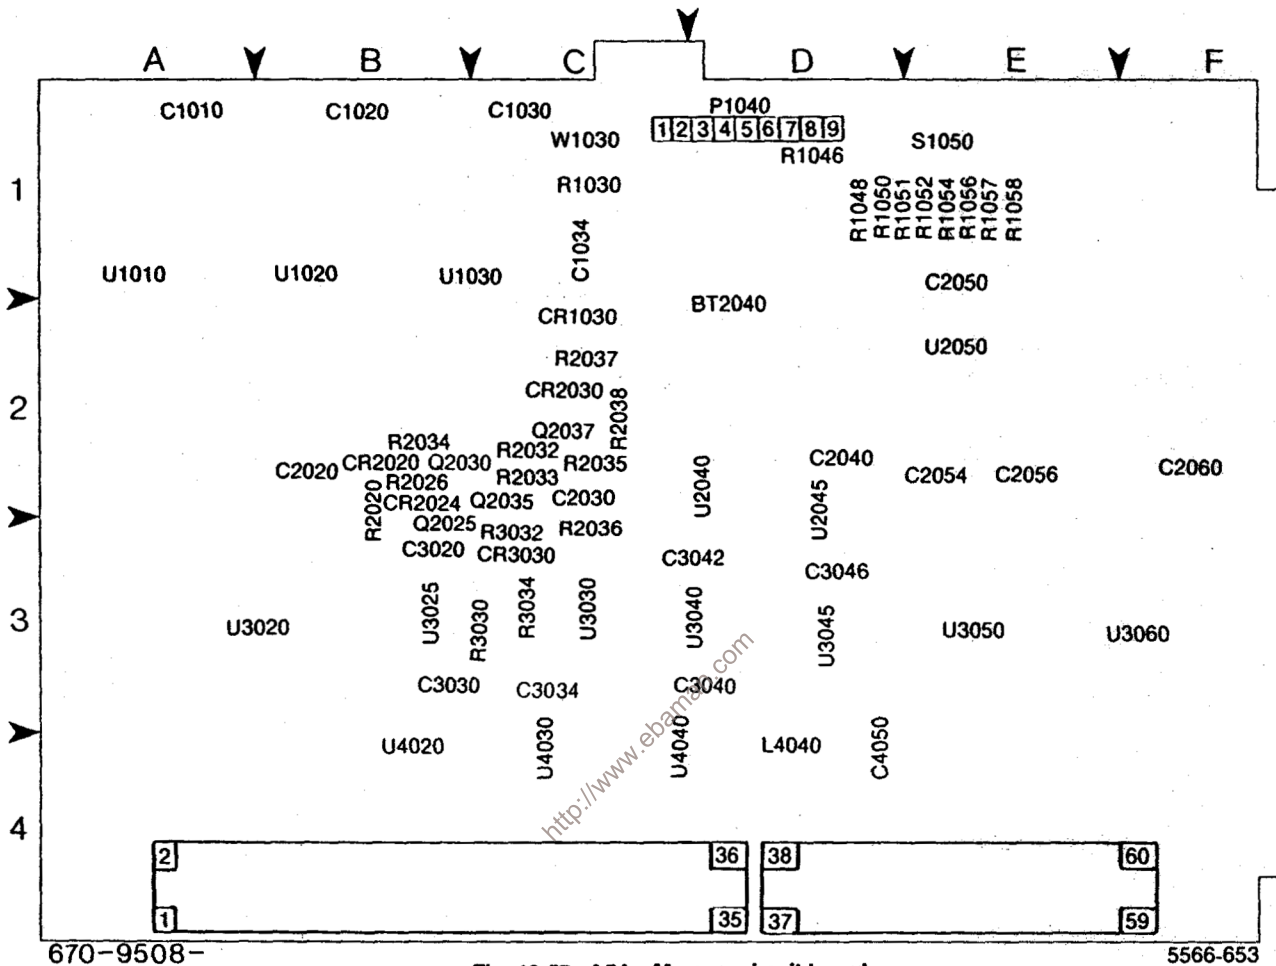 A B C D E F
C1010 C1020 C1030 P1040
1 2 3 4 5 6 7 8 9
W1030 S1050
R1046
1
R1030
R1048 R1050 R1051 R1052 R1054 R1056 R1057 R1058
C1034
U1010 U1020 U1030
C2050
BT2040
CR1030
U2050
R2037
CR2030
2
R2038
Q2037
R2034
R2032
C2020 CR2020 Q2030 R2035 C2040 C2054 C2056 C2060
R2026 R2033
U2040
R2020 CR2024 Q2035 C2030
U2045
Q2025 R3032 R2036
C3020 CR3030 C3042
C3046
3
U3020 U3025 R3030 R3034 U3030 U3040 U3045 U3050 U3060
C3030 C3034 C3040
U4020 U4030 U4040 L4040 C4050
http://www.ebaman.com
4
2 36 38 60
1 35 37 59
670-9508-
5566-653